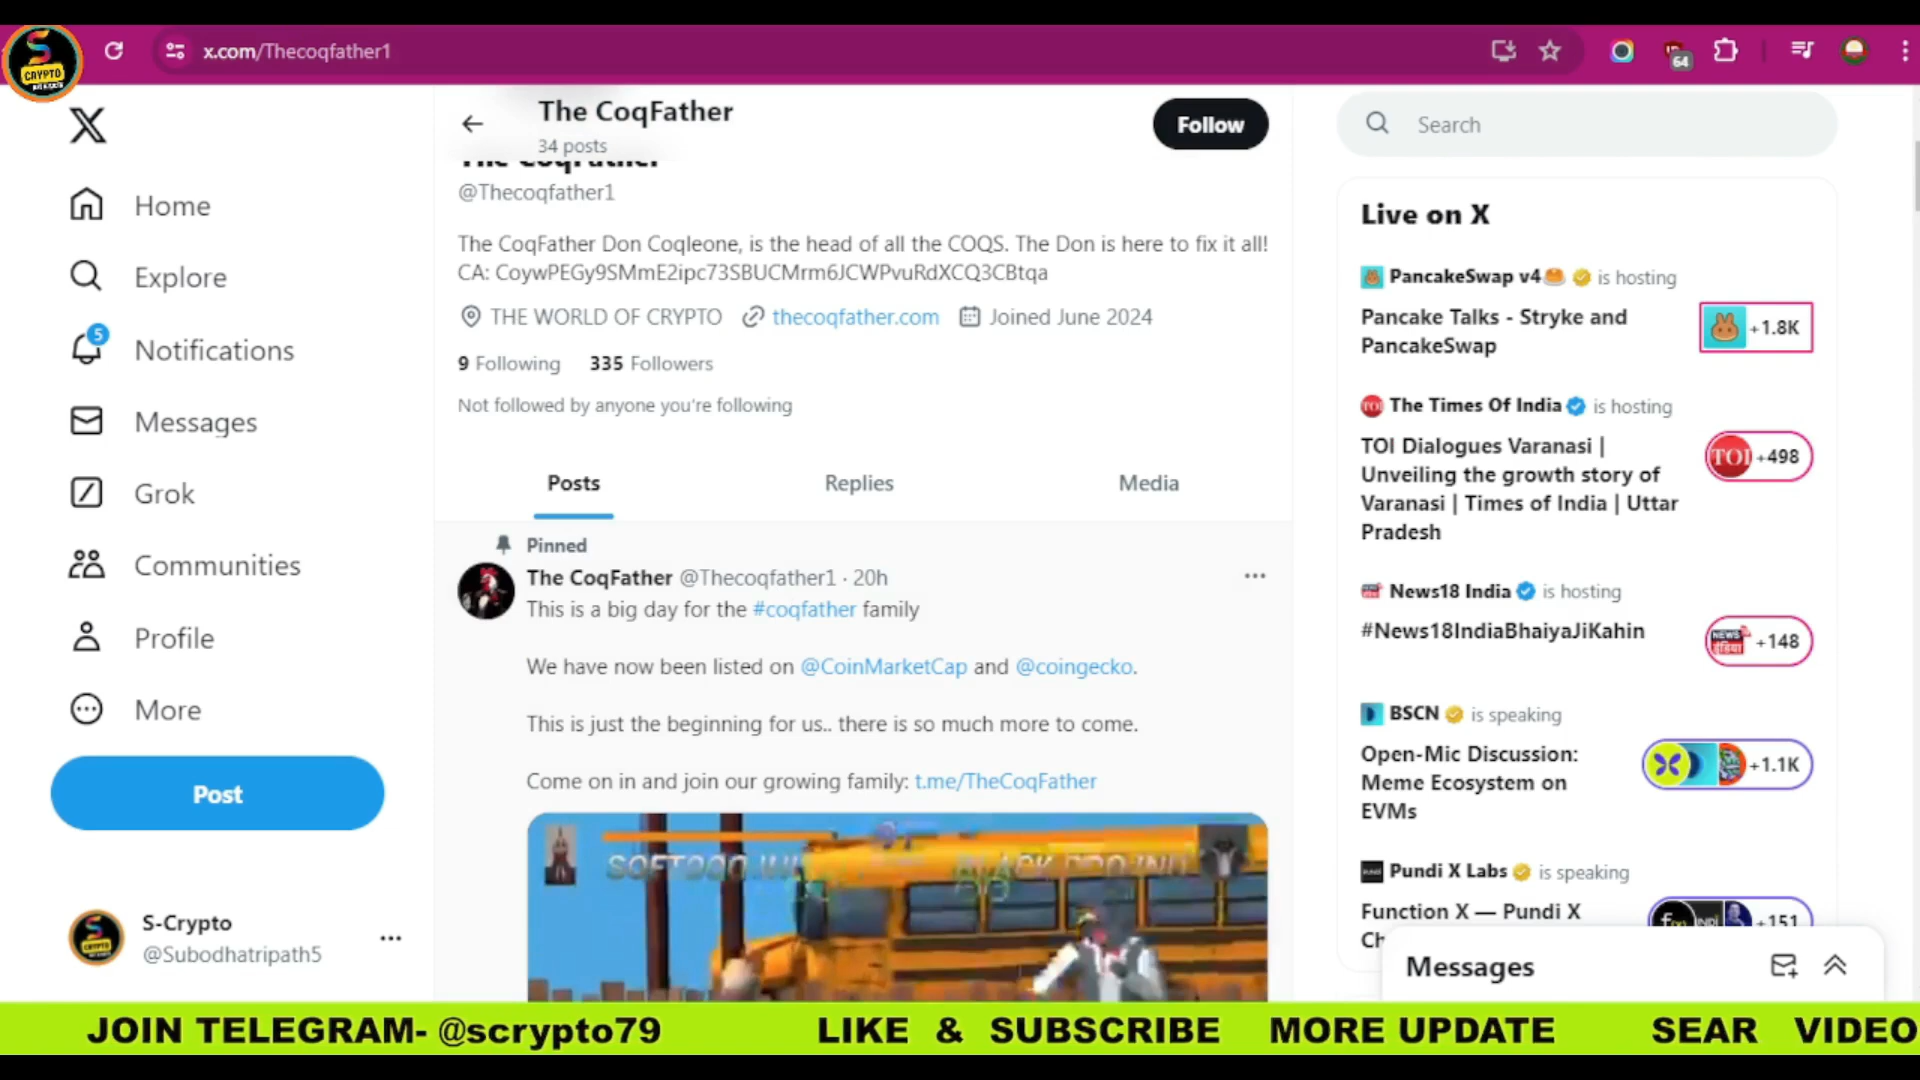 S
CRYPTO
x.com/Thecoqfather1
64
The CoqFather
34 posts
Follow
The CoqFather
@Thecoqfather1
The CoqFather Don Coqleone, is the head of all the COQS. The Don is here to fix it all!
CA: CoywPEGy9SMmE2ipc73SBUCMrm6JCWPvuRdXCQ3CBtqa
THE WORLD OF CRYPTO thecoqfather.com Joined June 2024
9 Following 335 Followers
Not followed by anyone you're following
Posts Replies Media
Pinned
The CoqFather @Thecoqfather1 · 20h
This is a big day for the #coqfather family
We have now been listed on @CoinMarketCap and @coingecko.
This is just the beginning for us.. there is so much more to come.
Come on in and join our growing family: t.me/TheCoqFather
Home
Explore
5
Notifications
Messages
Grok
Communities
Profile
More
Post
S-Crypto
@Subodhatripath5
Search
Live on X
PancakeSwap v4 is hosting
Pancake Talks - Stryke and
PancakeSwap
+1.8K
The Times Of India is hosting
TOI Dialogues Varanasi |
Unveiling the growth story of
Varanasi | Times of India | Uttar
Pradesh
TOI +498
News18 India is hosting
#News18IndiaBhaiyaJiKahin
+148
BSCN is speaking
Open-Mic Discussion:
Meme Ecosystem on
EVMs
+1.1K
Pundi X Labs is speaking
Function X — Pundi X
Ch
+151
Messages
JOIN TELEGRAM- @scrypto79 LIKE & SUBSCRIBE MORE UPDATE SEAR VIDEO